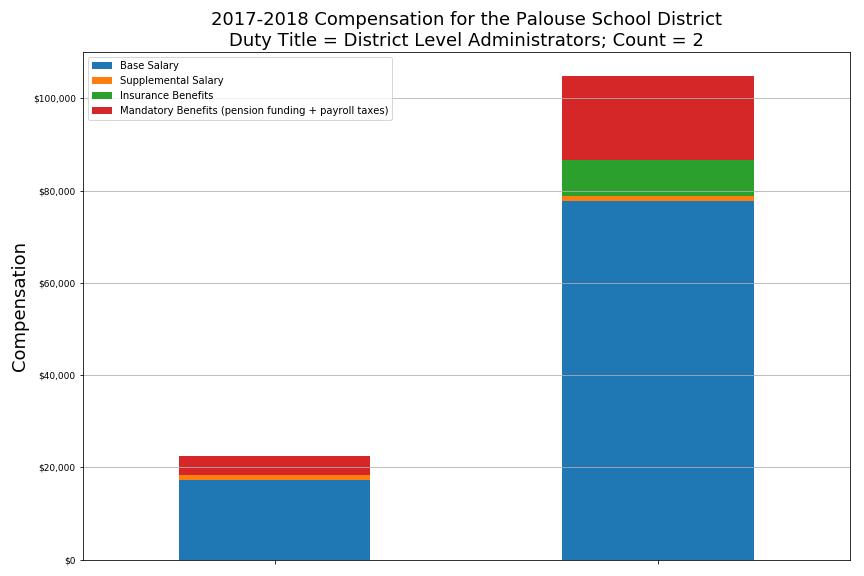 2017-2018 Compensation for the Palouse School District
Duty Title = District Level Administrators; Count = 2
Base Salary
Supplemental Salary
Insurance Benefits
Mandatory Benefits (pension funding + payroll taxes)
$100,000
$80,000
$60,000
$40,000
$20,000
$0
Compensation